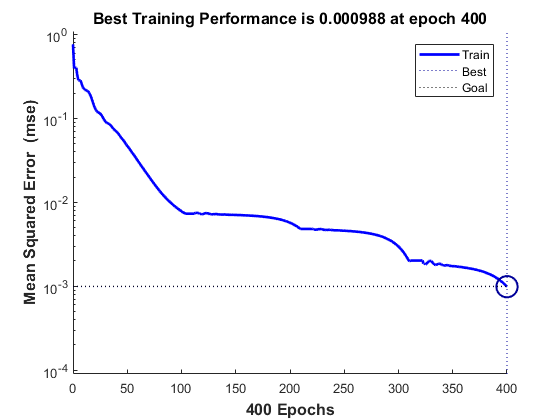 Best Training Performance is 0.000988 at epoch 400
10^0
10^-1
10^-2
10^-3
10^-4
Mean Squared Error (mse)
Train
Best
Goal
0 50 100 150 200 250 300 350 400
400 Epochs